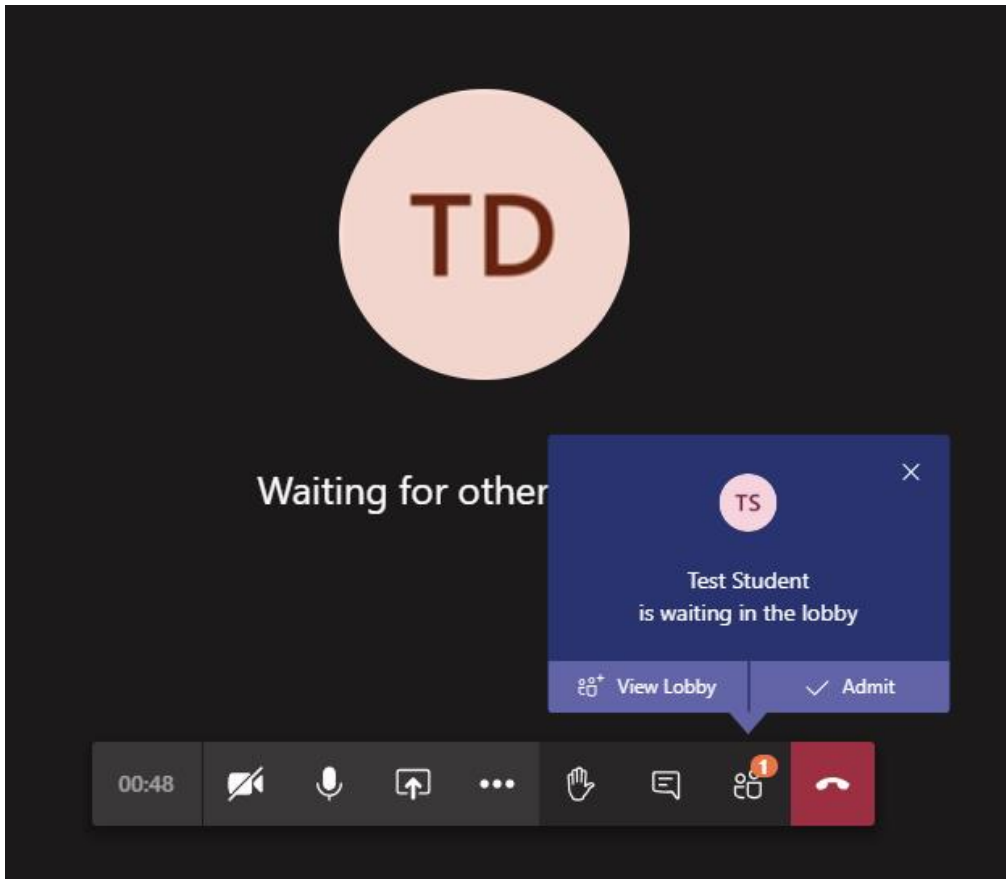 TD
Waiting for other
TS
Test Student
is waiting in the lobby
View Lobby
Admit
00:48
1